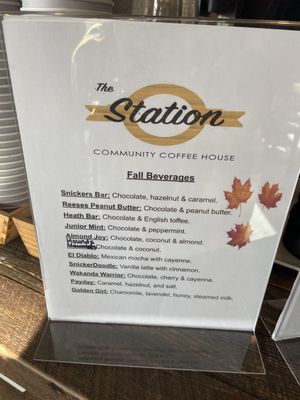 The
Station
COMMUNITY COFFEE HOUSE
Fall Beverages
Snickers Bar: Chocolate, hazelnut & caramel.
Reeses Peanut Butter: Chocolate & peanut butter.
Heath Bar: Chocolate & English toffee.
Junior Mint: Chocolate & peppermint.
Almond Joy: Chocolate, coconut & almond.
Mounds Chocolate & coconut.
El Diablo: Mexican mocha with cayenne.
SnickerDoodle: Vanilla latte with cinnamon.
Wakanda Warrior: Chocolate, cherry & cayenne.
Payday: Caramel, hazelnut, and salt.
Golden Girl: Chamomile, lavender, honey, steamed milk.